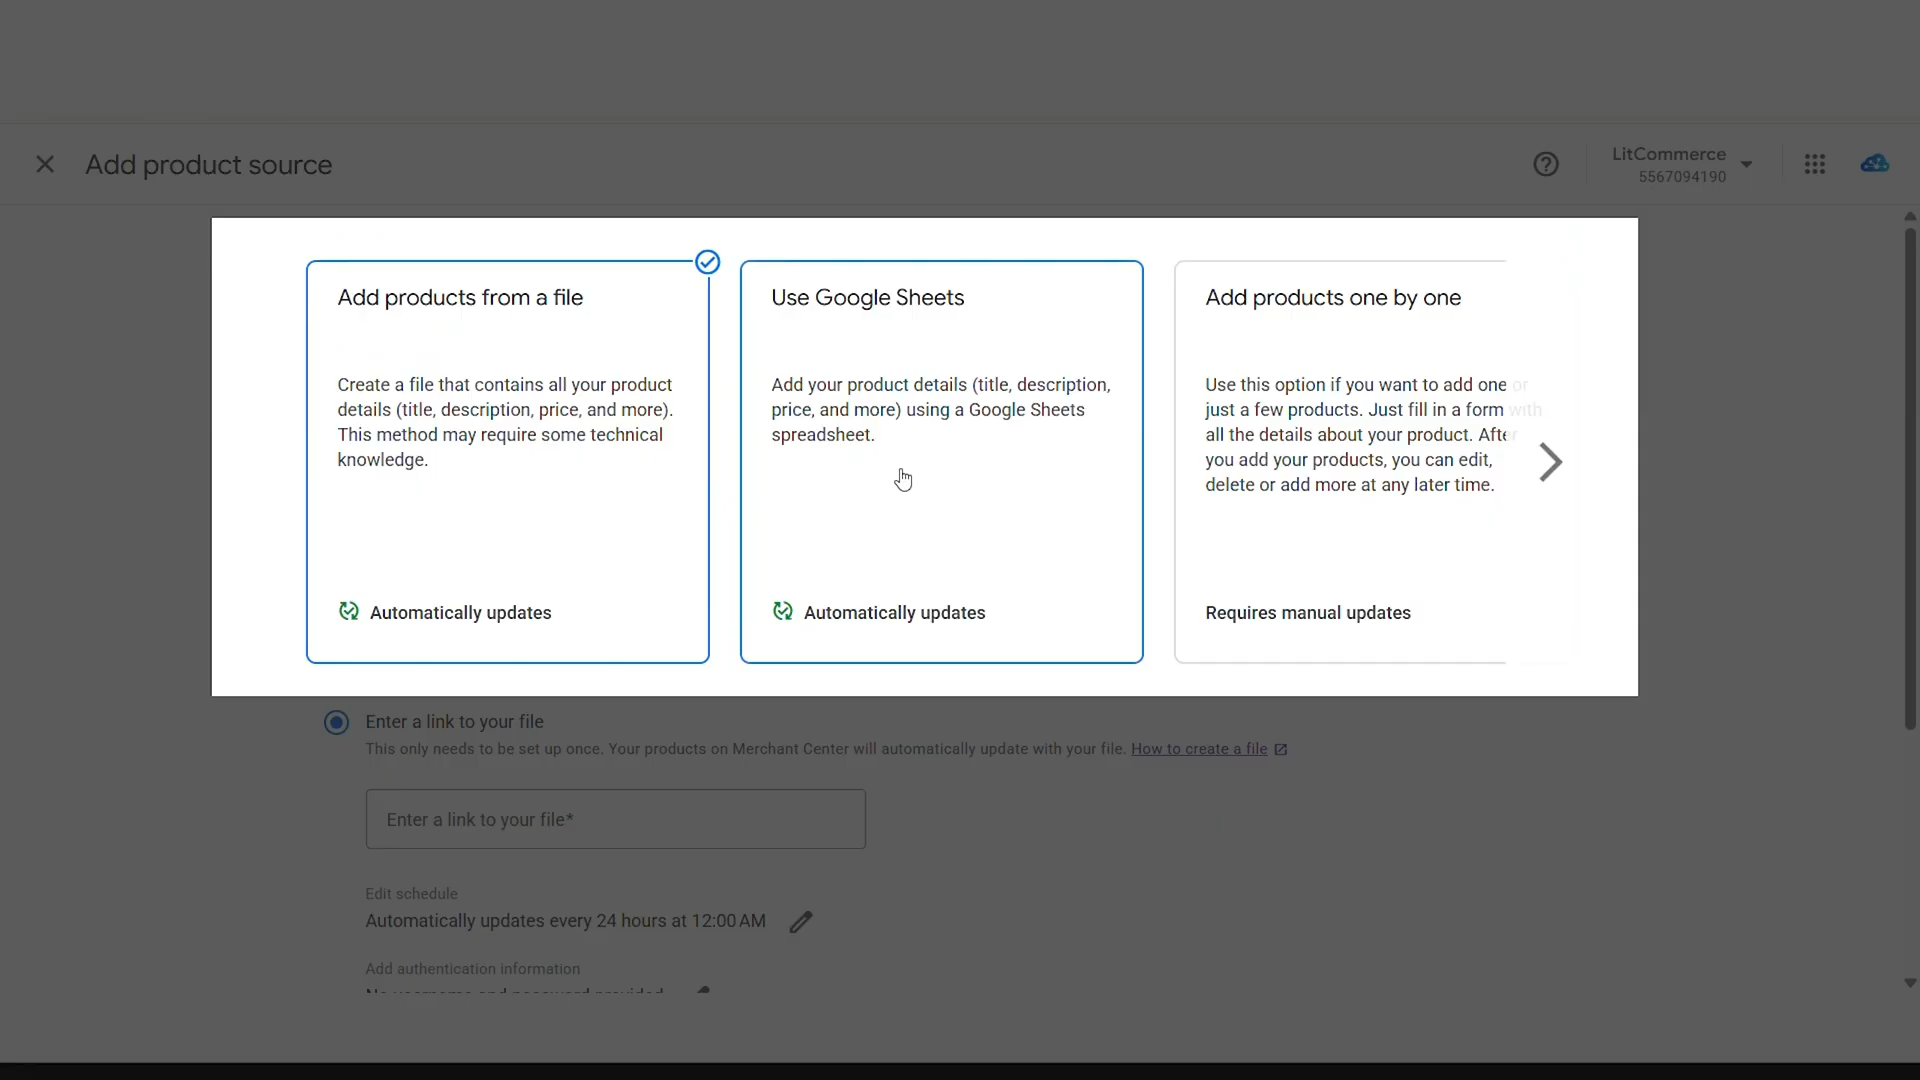 Add product source
LitCommerce
5567094190
Add products from a file
Create a file that contains all your product
details (title, description, price, and more).
This method may require some technical
knowledge.
Automatically updates
Use Google Sheets
Add your product details (title, description,
price, and more) using a Google Sheets
spreadsheet.
Automatically updates
Add products one by one
Use this option if you want to add one or
just a few products. Just fill in a form with
all the details about your product. After
you add your products, you can edit,
delete or add more at any later time.
Requires manual updates
Enter a link to your file
This only needs to be set up once. Your products on Merchant Center will automatically update with your file. How to create a file
Enter a link to your file*
Edit schedule
Automatically updates every 24 hours at 12:00 AM
Add authentication information
No username and password provided